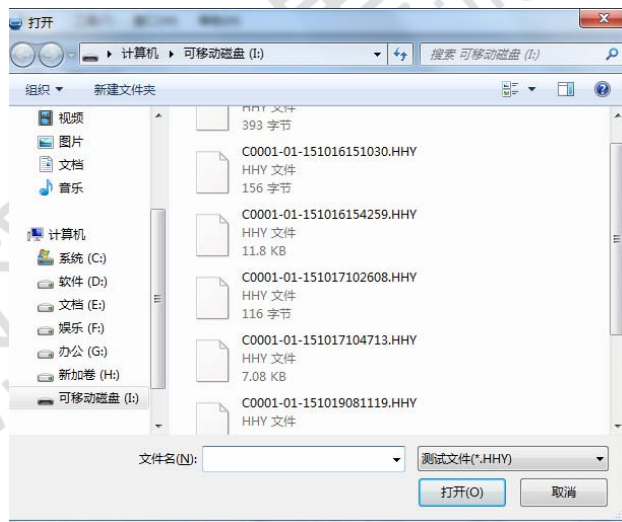 打开
计算机 ▸ 可移动磁盘 (I:)
搜索 可移动磁盘 (I:)
组织 ▼ 新建文件夹
视频
图片
文档
音乐
计算机
系统 (C:)
软件 (D:)
文档 (E:)
娱乐 (F:)
办公 (G:)
新加卷 (H:)
可移动磁盘 (I:)
HHY 文件
393 字节
C0001-01-151016151030.HHY
HHY 文件
156 字节
C0001-01-151016154259.HHY
HHY 文件
11.8 KB
C0001-01-151017102608.HHY
HHY 文件
116 字节
C0001-01-151017104713.HHY
HHY 文件
7.08 KB
C0001-01-151019081119.HHY
HHY 文件
文件名(N):
测试文件(*.HHY)
打开(O)
取消